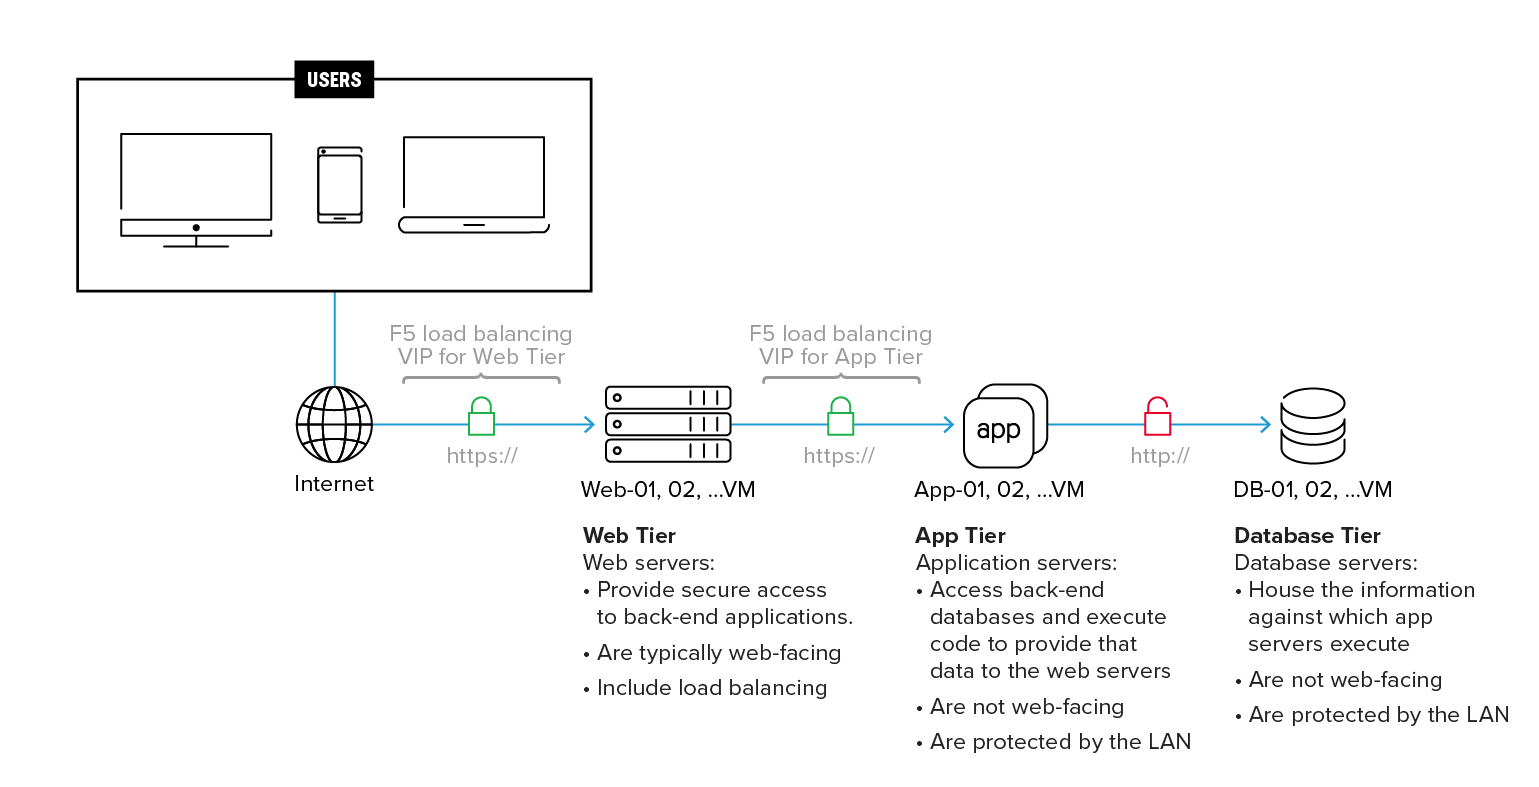 USERS
F5 load balancing
VIP for Web Tier
F5 load balancing
VIP for App Tier
app
https://
https://
http://
Internet
Web-01, 02, ...VM
App-01, 02, ...VM
DB-01, 02, ...VM
Web Tier
Web servers:
• Provide secure access
to back-end applications.
• Are typically web-facing
• Include load balancing
App Tier
Application servers:
• Access back-end
databases and execute
code to provide that
data to the web servers
• Are not web-facing
• Are protected by the LAN
Database Tier
Database servers:
• House the information
against which app
servers execute
• Are not web-facing
• Are protected by the LAN